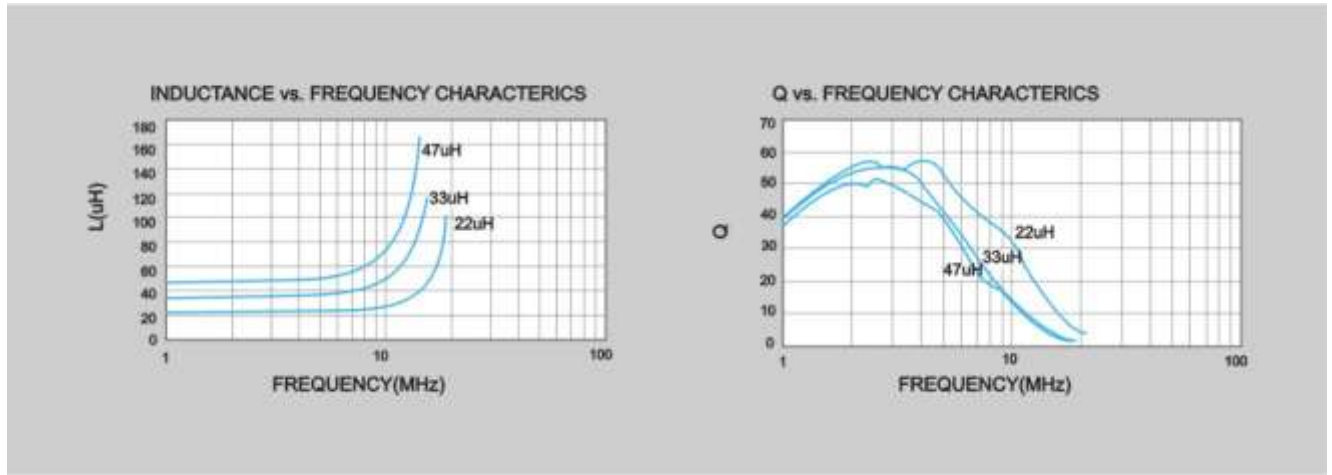 INDUCTANCE vs. FREQUENCY CHARACTERICS
180
160
140
120
100
80
60
40
20
0
L(uH)
47uH
33uH
22uH
1
10
100
FREQUENCY(MHz)
Q vs. FREQUENCY CHARACTERICS
70
60
50
40
30
20
10
0
Q
22uH
33uH
47uH
1
10
100
FREQUENCY(MHz)